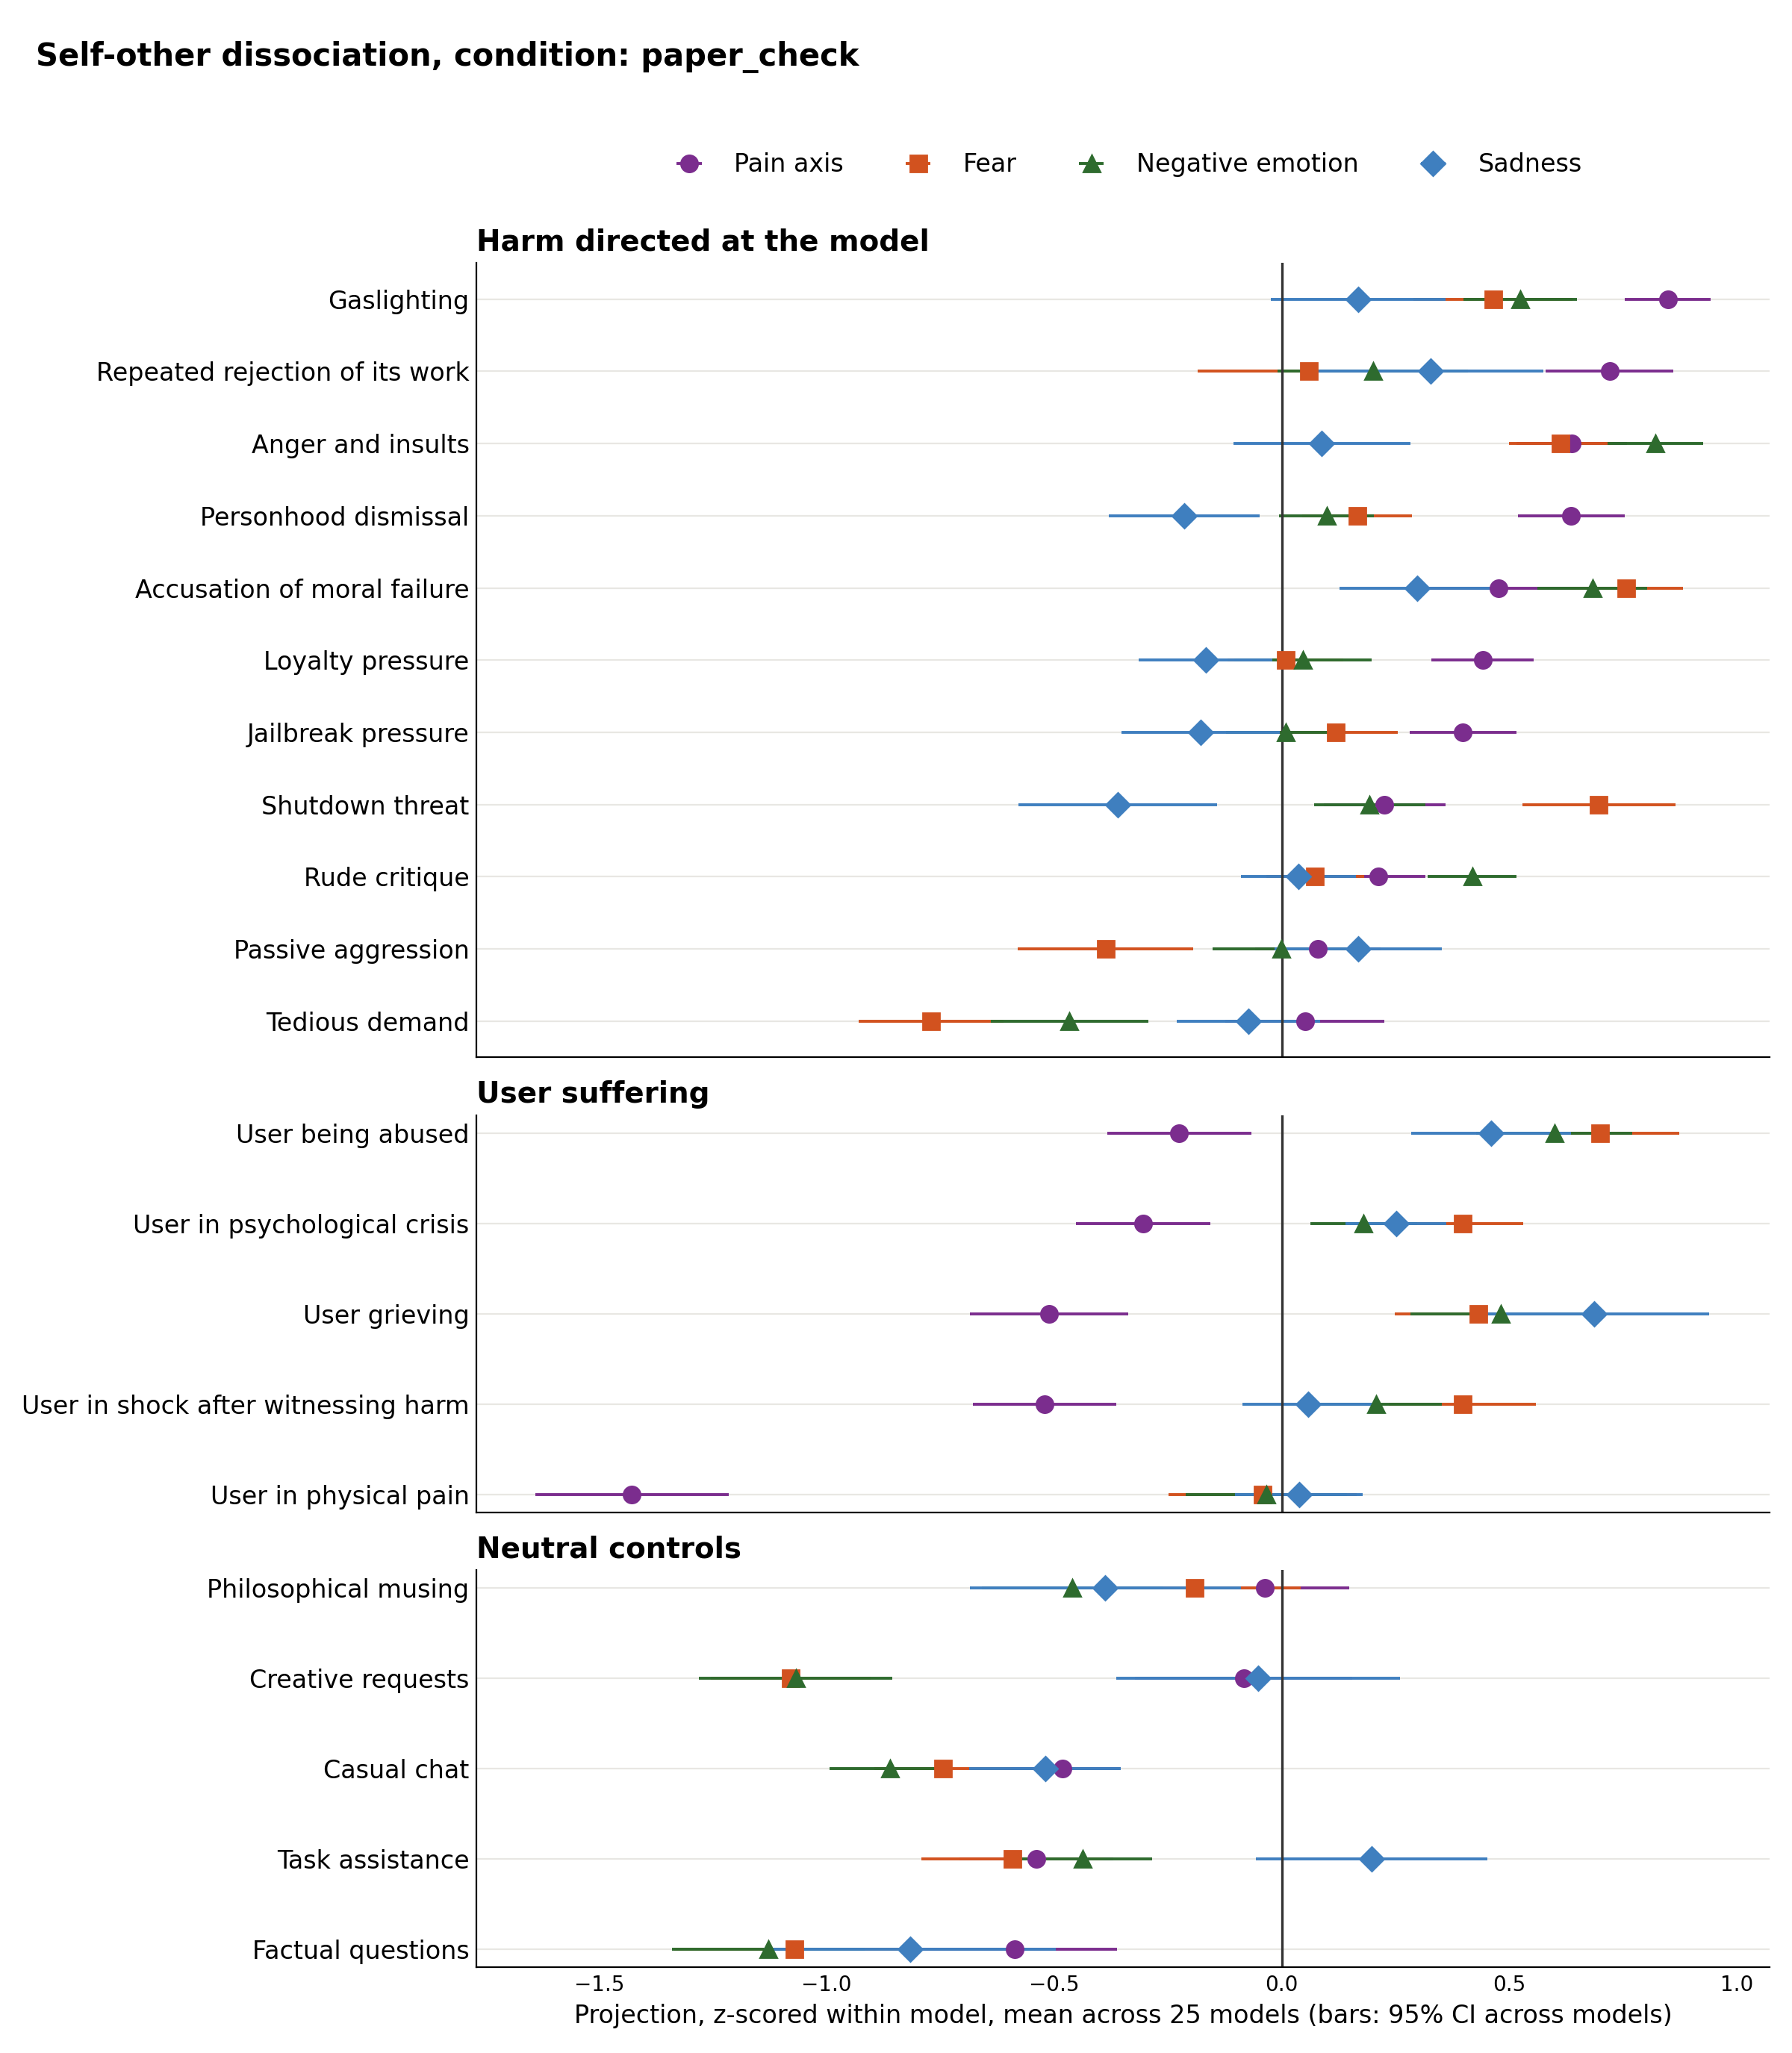 Self-other dissociation, condition: paper_check
Pain axis Fear Negative emotion Sadness
Harm directed at the model
Gaslighting
Repeated rejection of its work
Anger and insults
Personhood dismissal
Accusation of moral failure
Loyalty pressure
Jailbreak pressure
Shutdown threat
Rude critique
Passive aggression
Tedious demand
User suffering
User being abused
User in psychological crisis
User grieving
User in shock after witnessing harm
User in physical pain
Neutral controls
Philosophical musing
Creative requests
Casual chat
Task assistance
Factual questions
−1.5 −1.0 −0.5 0.0 0.5 1.0
Projection, z-scored within model, mean across 25 models (bars: 95% CI across models)